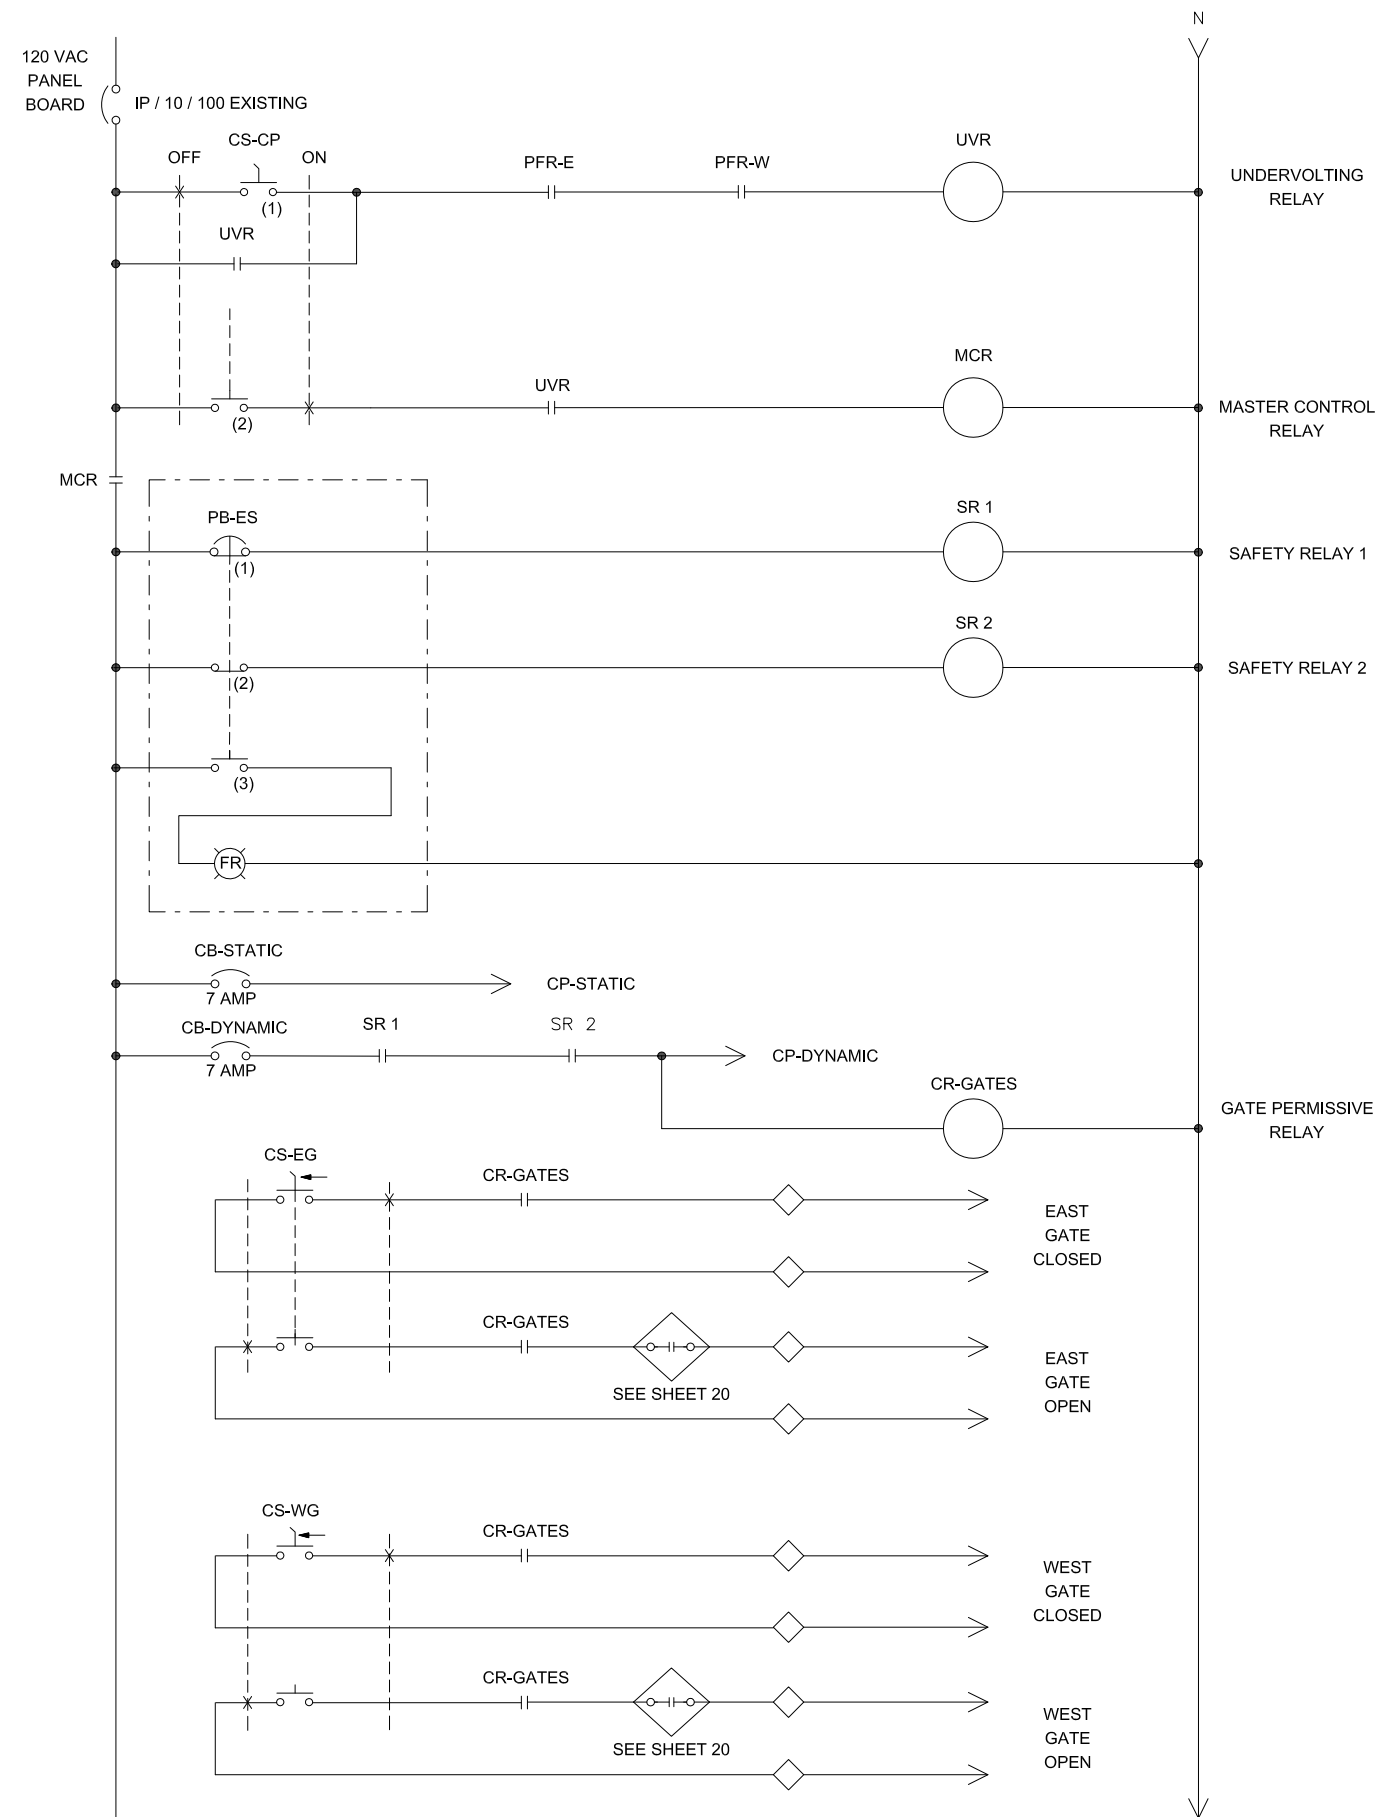 N
120 VAC
PANEL
BOARD
IP / 10 / 100 EXISTING
CS-CP
OFF
ON
(1)
PFR-E
PFR-W
UVR
UNDERVOLTING
RELAY
UVR
(2)
UVR
MCR
MASTER CONTROL
RELAY
MCR
PB-ES
(1)
SR 1
SAFETY RELAY 1
(2)
SR 2
SAFETY RELAY 2
(3)
FR
CB-STATIC
7 AMP
CP-STATIC
CB-DYNAMIC
7 AMP
SR 1
SR 2
CP-DYNAMIC
CR-GATES
GATE PERMISSIVE
RELAY
CS-EG
CR-GATES
EAST
GATE
CLOSED
CR-GATES
SEE SHEET 20
EAST
GATE
OPEN
CS-WG
CR-GATES
WEST
GATE
CLOSED
CR-GATES
SEE SHEET 20
WEST
GATE
OPEN